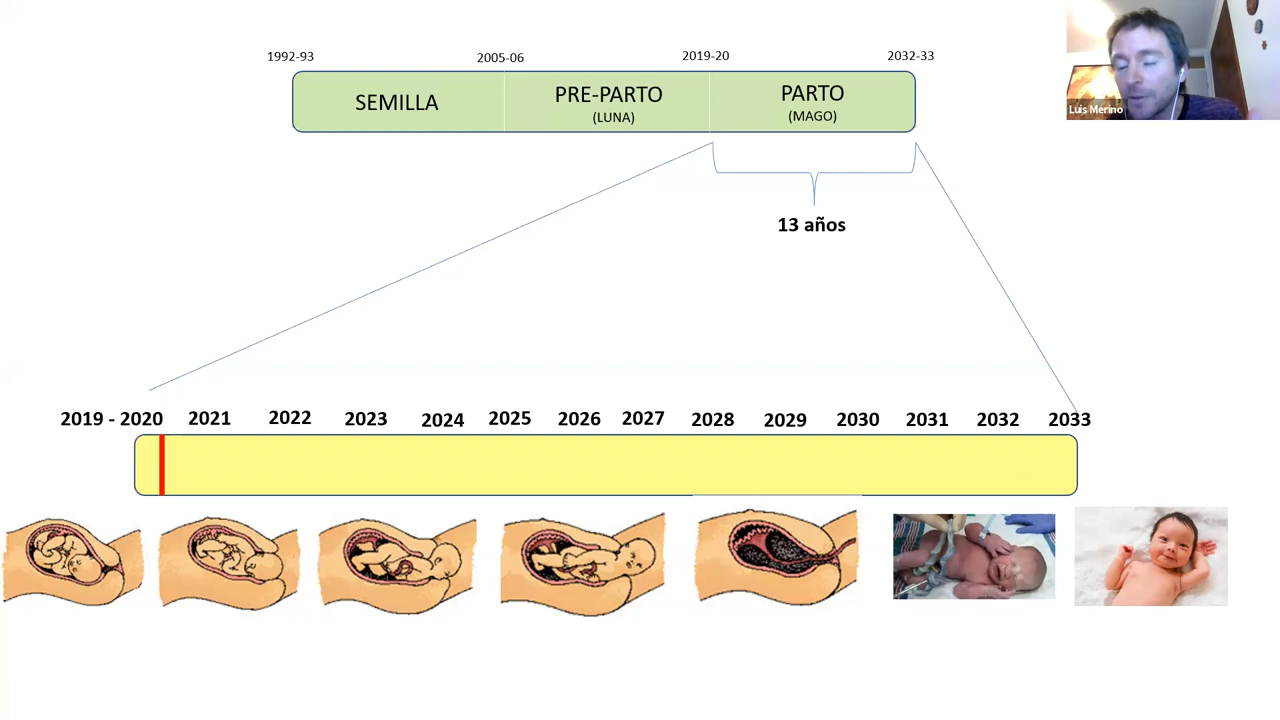 1992-93 2005-06 2019-20 2032-33
SEMILLA PRE-PARTO PARTO
(LUNA) (MAGO)
Luis Merino
13 años
2019 - 2020 2021 2022 2023 2024 2025 2026 2027 2028 2029 2030 2031 2032 2033